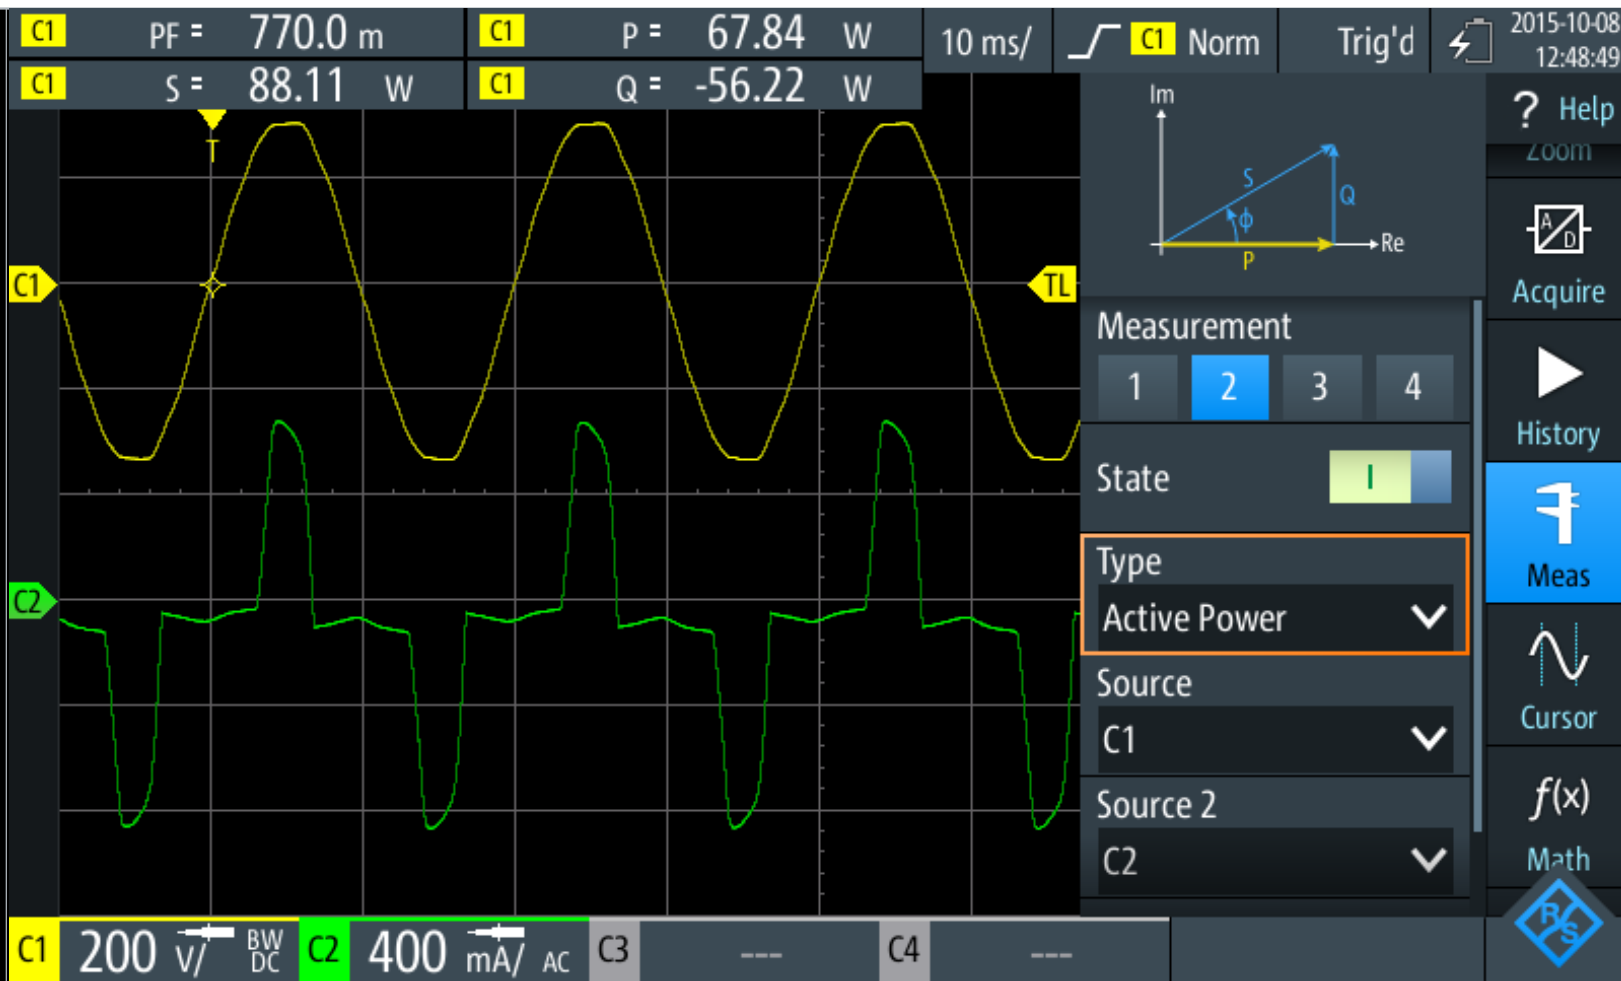 C1 PF = 770.0 m C1 P = 67.84 W 10 ms/ C1 Norm Trig'd 2015-10-08
12:48:49
C1 S = 88.11 W C1 Q = -56.22 W
? Help
Zoom
T
Im
S
Q
ϕ
Re
P
A
D
Acquire
C1
TL
Measurement
1 2 3 4
History
State I
Meas
Type
Active Power
C2
Source
C1
Cursor
Source 2
C2
f(x)
Math
C1 200 V/ BW
DC
C2 400 mA/ AC C3 --- C4 ---
R
S